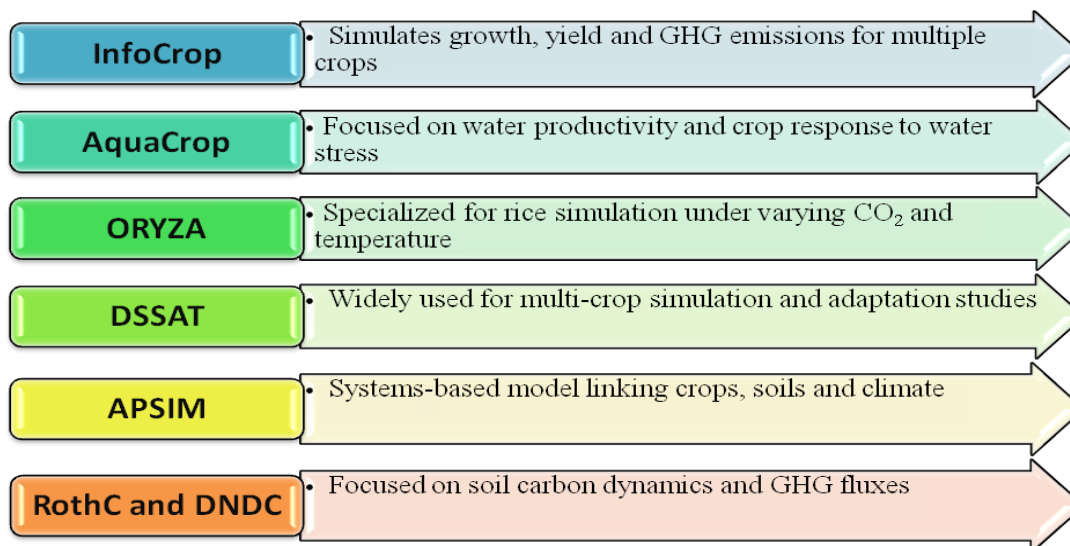 InfoCrop
• Simulates growth, yield and GHG emissions for multiple
crops
AquaCrop
• Focused on water productivity and crop response to water
stress
ORYZA
• Specialized for rice simulation under varying CO₂ and
temperature
DSSAT
• Widely used for multi-crop simulation and adaptation studies
APSIM
• Systems-based model linking crops, soils and climate
RothC and DNDC
• Focused on soil carbon dynamics and GHG fluxes